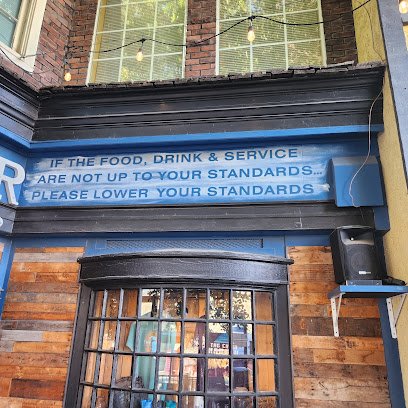 IF THE FOOD, DRINK & SERVICE
ARE NOT UP TO YOUR STANDARDS...
PLEASE LOWER YOUR STANDARDS
R